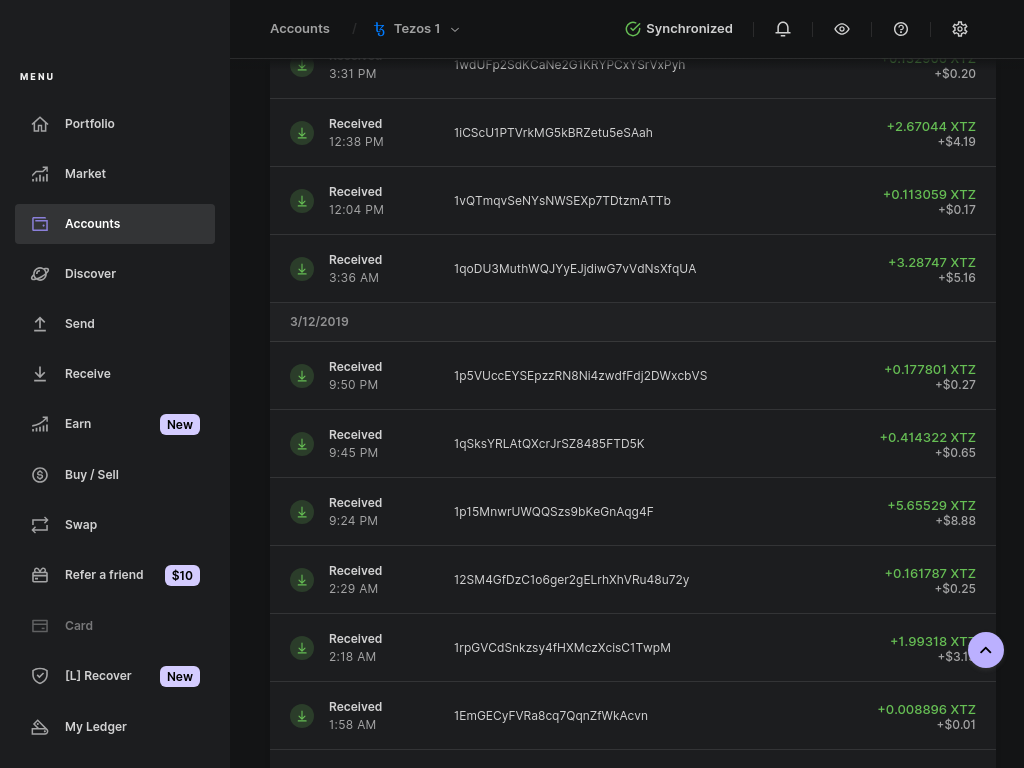 MENU
Portfolio
Market
Accounts
Discover
Send
Receive
Earn New
Buy / Sell
Swap
Refer a friend $10
Card
[L] Recover New
My Ledger
Accounts / Tezos 1
Synchronized
3:31 PM
+$0.20
Received
12:38 PM
1iCScU1PTVrkMG5kBRZetu5eSAah
+2.67044 XTZ
+$4.19
Received
12:04 PM
1vQTmqvSeNYsNWSEXp7TDtzmATTb
+0.113059 XTZ
+$0.17
Received
3:36 AM
1qoDU3MuthWQJYyEJjdiwG7vVdNsXfqUA
+3.28747 XTZ
+$5.16
3/12/2019
Received
9:50 PM
1p5VUccEYSEpzzRN8Ni4zwdfFdj2DWxcbVS
+0.177801 XTZ
+$0.27
Received
9:45 PM
1qSksYRLAtQXcrJrSZ8485FTD5K
+0.414322 XTZ
+$0.65
Received
9:24 PM
1p15MnwrUWQQSzs9bKeGnAqg4F
+5.65529 XTZ
+$8.88
Received
2:29 AM
12SM4GfDzC1o6ger2gELrhXhVRu48u72y
+0.161787 XTZ
+$0.25
Received
2:18 AM
1rpGVCdSnkzsy4fHXMczXcisC1TwpM
+1.99318 XTZ
Received
1:58 AM
1EmGECyFVRa8cq7QqnZfWkAcvn
+0.008896 XTZ
+$0.01